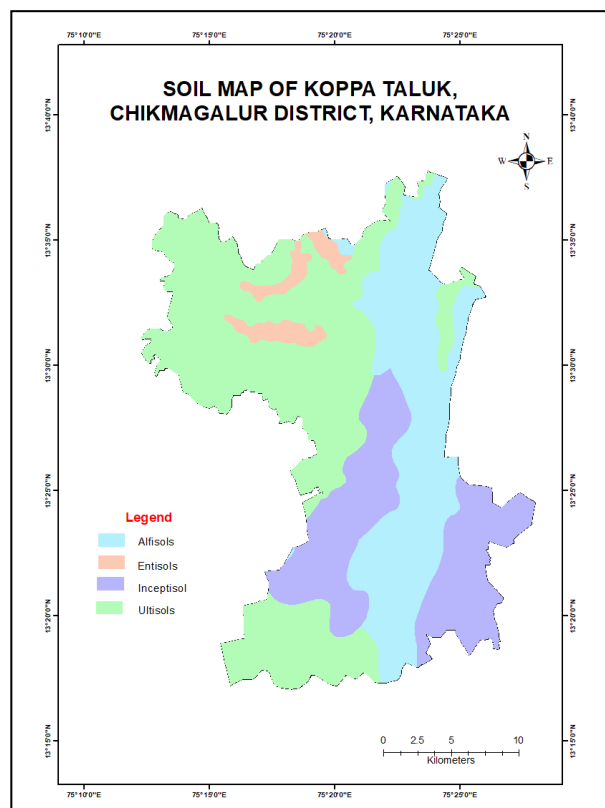 75°10'0"E 75°15'0"E 75°20'0"E 75°25'0"E
SOIL MAP OF KOPPA TALUK,
CHIKMAGALUR DISTRICT, KARNATAKA
N
W E
S
13°40'0"N 13°40'0"N
13°35'0"N 13°35'0"N
13°30'0"N 13°30'0"N
13°25'0"N 13°25'0"N
Legend
Alfisols
Entisols
Inceptisol
Ultisols
13°20'0"N 13°20'0"N
13°15'0"N 13°15'0"N
0 2.5 5 10
Kilometers
75°10'0"E 75°15'0"E 75°20'0"E 75°25'0"E